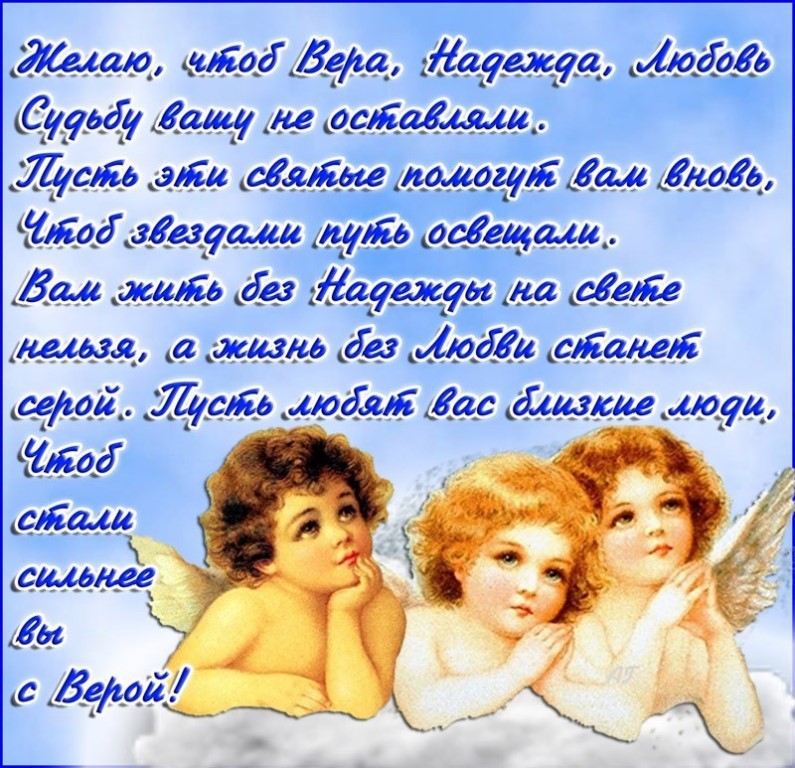 Желаю, чтоб Вера, Надежда, Любовь
Судьбу вашу не оставляли.
Пусть эти святые помогут вам вновь,
Чтоб звездами путь освещали.
Вам жить без Надежды на свете
нельзя, а жизнь без Любви станет
серой. Пусть любят вас близкие люди,
Чтоб
стали
сильнее
вы
с Верой!